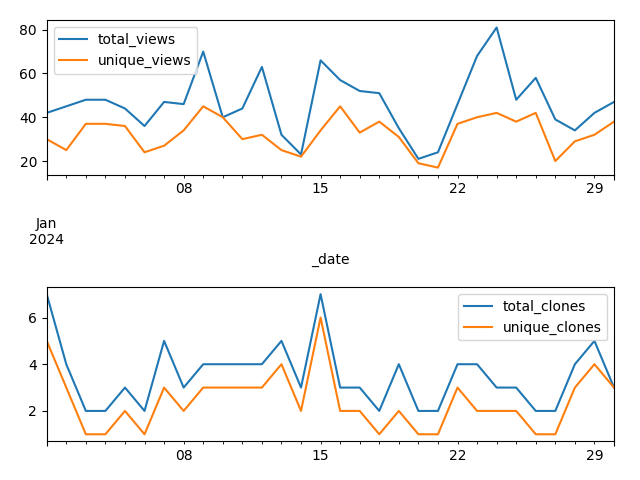 80
60
40
20
total_views
unique_views
08
15
22
29
Jan
2024
_date
6
4
2
total_clones
unique_clones
08
15
22
29